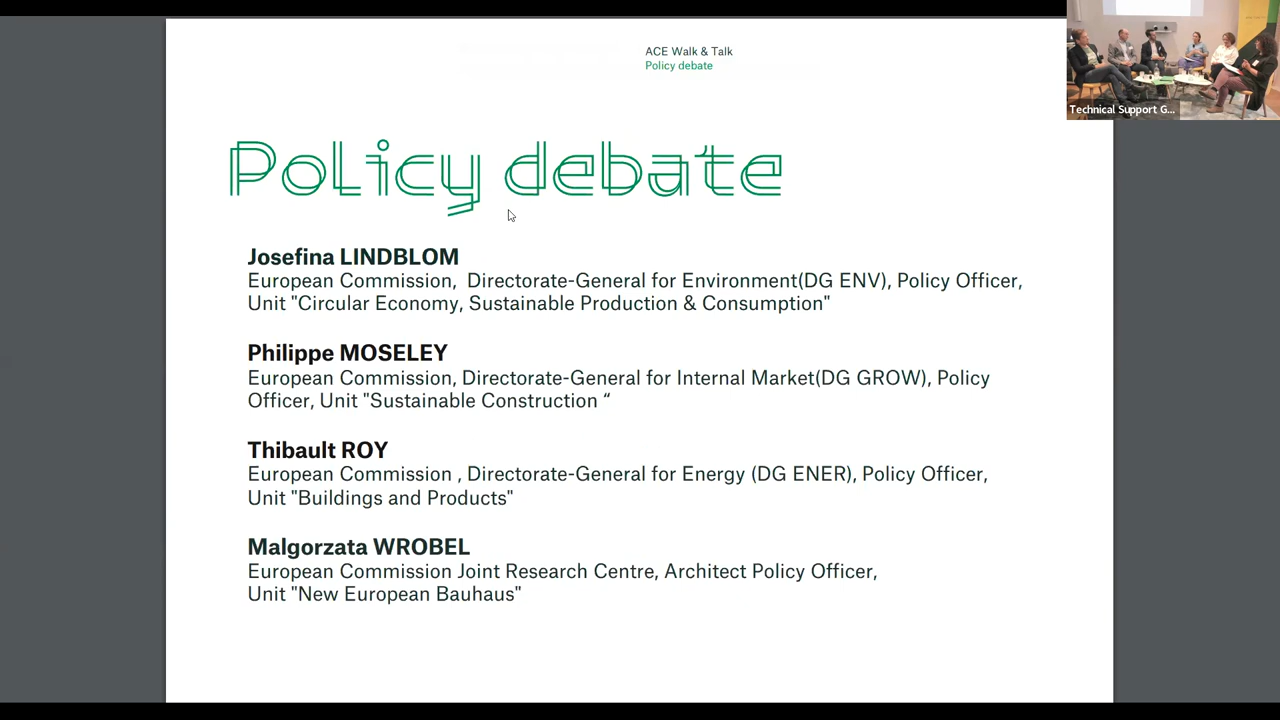 ACE Walk & Talk
Policy debate
Technical Support G...
Policy debate
Josefina LINDBLOM
European Commission, Directorate-General for Environment(DG ENV), Policy Officer,
Unit "Circular Economy, Sustainable Production & Consumption"
Philippe MOSELEY
European Commission, Directorate-General for Internal Market(DG GROW), Policy
Officer, Unit "Sustainable Construction “
Thibault ROY
European Commission , Directorate-General for Energy (DG ENER), Policy Officer,
Unit "Buildings and Products"
Malgorzata WROBEL
European Commission Joint Research Centre, Architect Policy Officer,
Unit "New European Bauhaus"